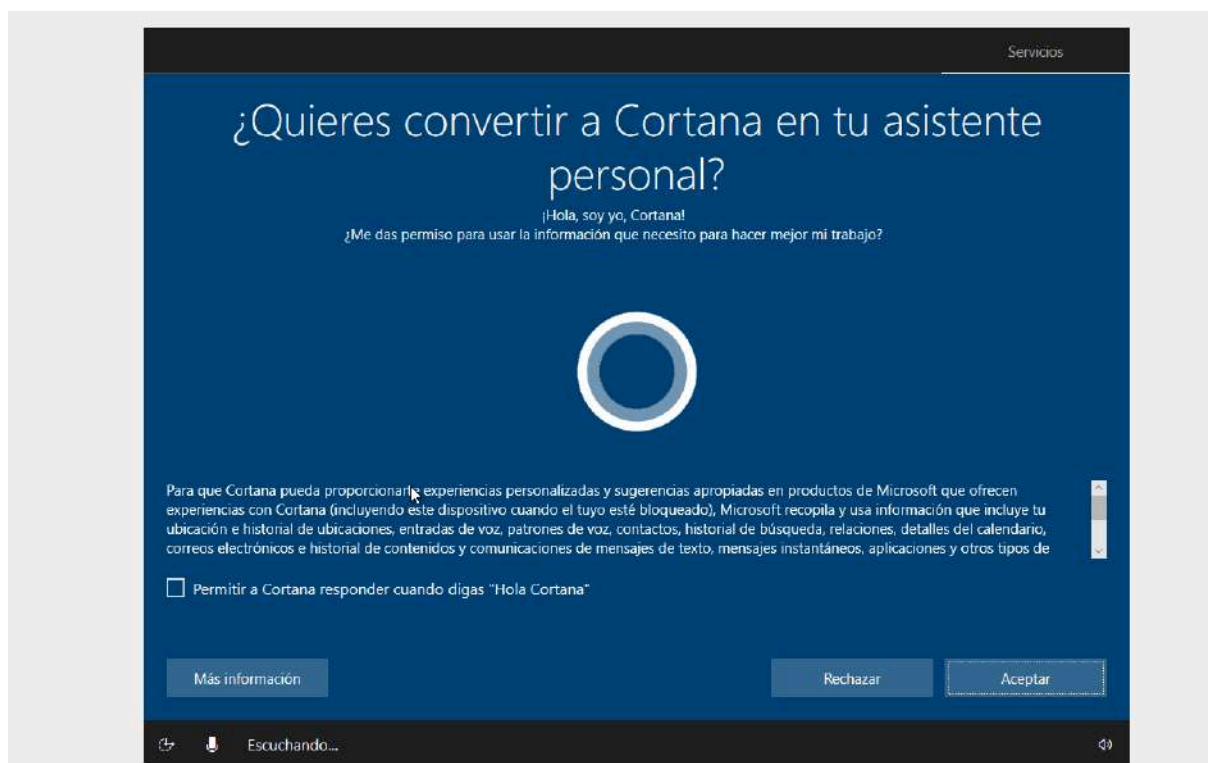 Servicios
¿Quieres convertir a Cortana en tu asistente
personal?
¡Hola, soy yo, Cortana!
¿Me das permiso para usar la información que necesito para hacer mejor mi trabajo?
Para que Cortana pueda proporcionarte experiencias personalizadas y sugerencias apropiadas en productos de Microsoft que ofrecen
experiencias con Cortana (incluyendo este dispositivo cuando el tuyo esté bloqueado), Microsoft recopila y usa información que incluye tu
ubicación e historial de ubicaciones, entradas de voz, patrones de voz, contactos, historial de búsqueda, relaciones, detalles del calendario,
correos electrónicos e historial de contenidos y comunicaciones de mensajes de texto, mensajes instantáneos, aplicaciones y otros tipos de
Permitir a Cortana responder cuando digas "Hola Cortana"
Más información
Rechazar
Aceptar
Escuchando...